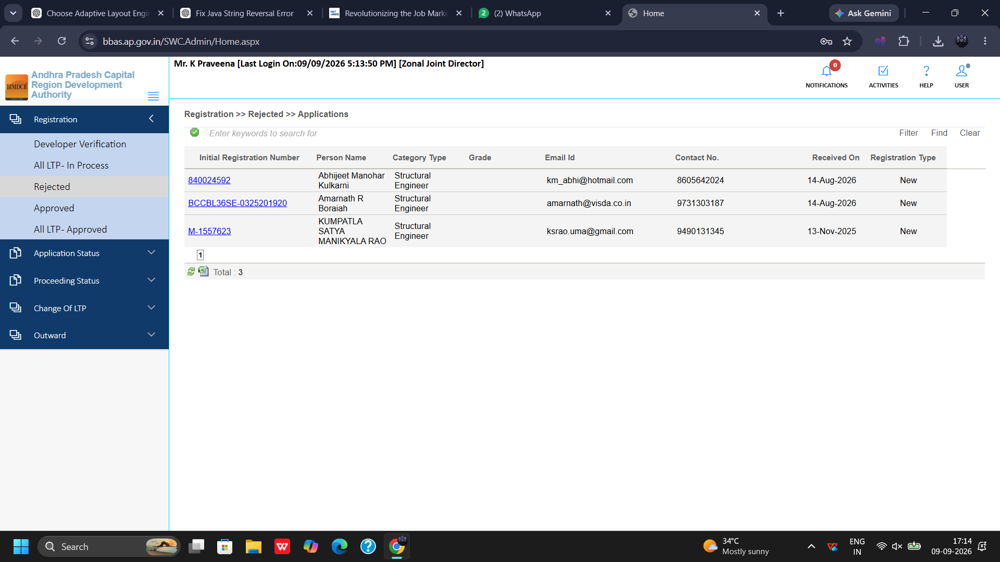 Choose Adaptive Layout Engi
Fix Java String Reversal Error
Revolutionizing the Job Marke
2
(2) WhatsApp
Home
Ask Gemini
bbas.ap.gov.in/SWC.Admin/Home.aspx
BIMDCR
Andhra Pradesh Capital
Region Development
Authority
Mr. K Praveena [Last Login On:09/09/2026 5:13:50 PM] [Zonal Joint Director]
0
NOTIFICATIONS
ACTIVITIES
HELP
USER
Registration
Developer Verification
All LTP- In Process
Rejected
Approved
All LTP- Approved
Application Status
Proceeding Status
Change Of LTP
Outward
Registration >> Rejected >> Applications
Enter keywords to search for
Filter Find Clear
Initial Registration Number Person Name Category Type Grade Email Id Contact No. Received On Registration Type
840024592 Abhijeet Manohar Kulkarni Structural Engineer km_abhi@hotmail.com 8605642024 14-Aug-2026 New
BCCBL36SE-0325201920 Amarnath R Boraiah Structural Engineer amarnath@visda.co.in 9731303187 14-Aug-2026 New
M-1557623 KUMPATLA SATYA MANIKYALA RAO Structural Engineer ksrao.uma@gmail.com 9490131345 13-Nov-2025 New
1
Total : 3
Search
34°C
Mostly sunny
ENG
IN
17:14
09-09-2026